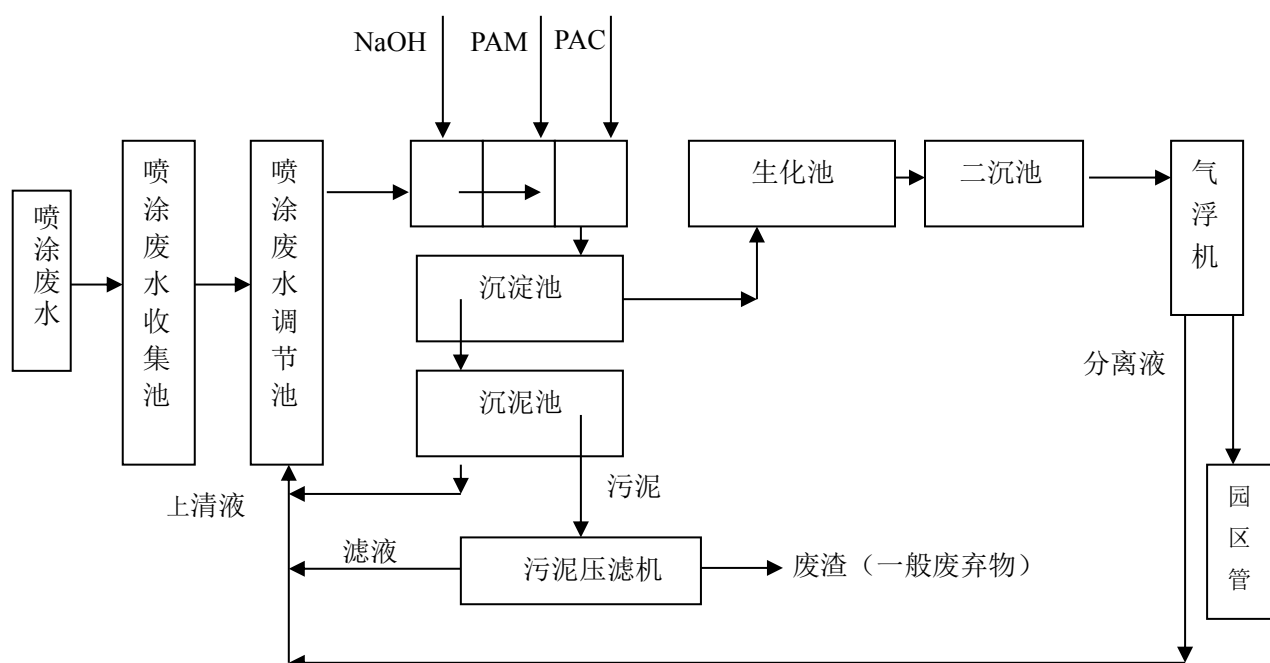 NaOH
PAM
PAC
喷涂废水
喷涂废水收集池
喷涂废水调节池
生化池
二沉池
气浮机
沉淀池
沉泥池
分离液
上清液
污泥
滤液
污泥压滤机
废渣（一般废弃物）
园区管